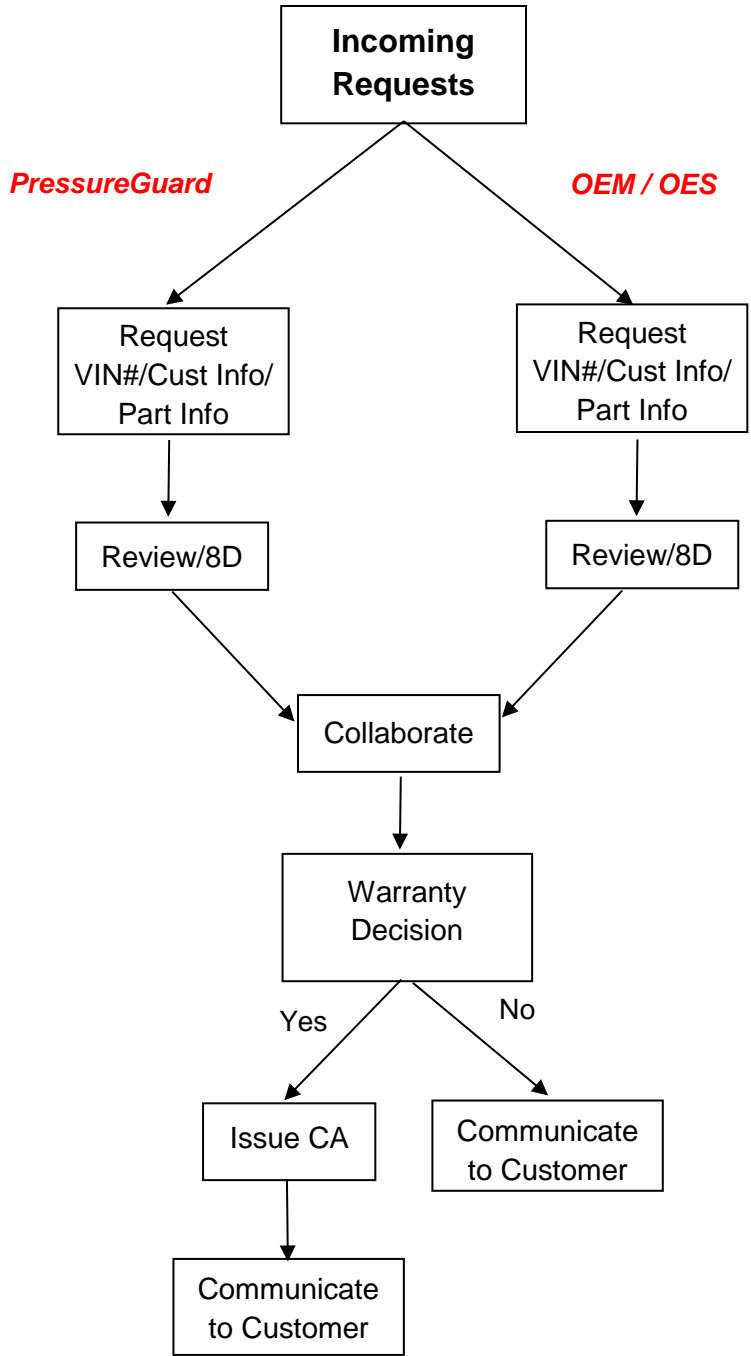 Incoming
Requests
PressureGuard
OEM / OES
Request
VIN#/Cust Info/
Part Info
Request
VIN#/Cust Info/
Part Info
Review/8D
Review/8D
Collaborate
Warranty
Decision
Yes
No
Issue CA
Communicate
to Customer
Communicate
to Customer